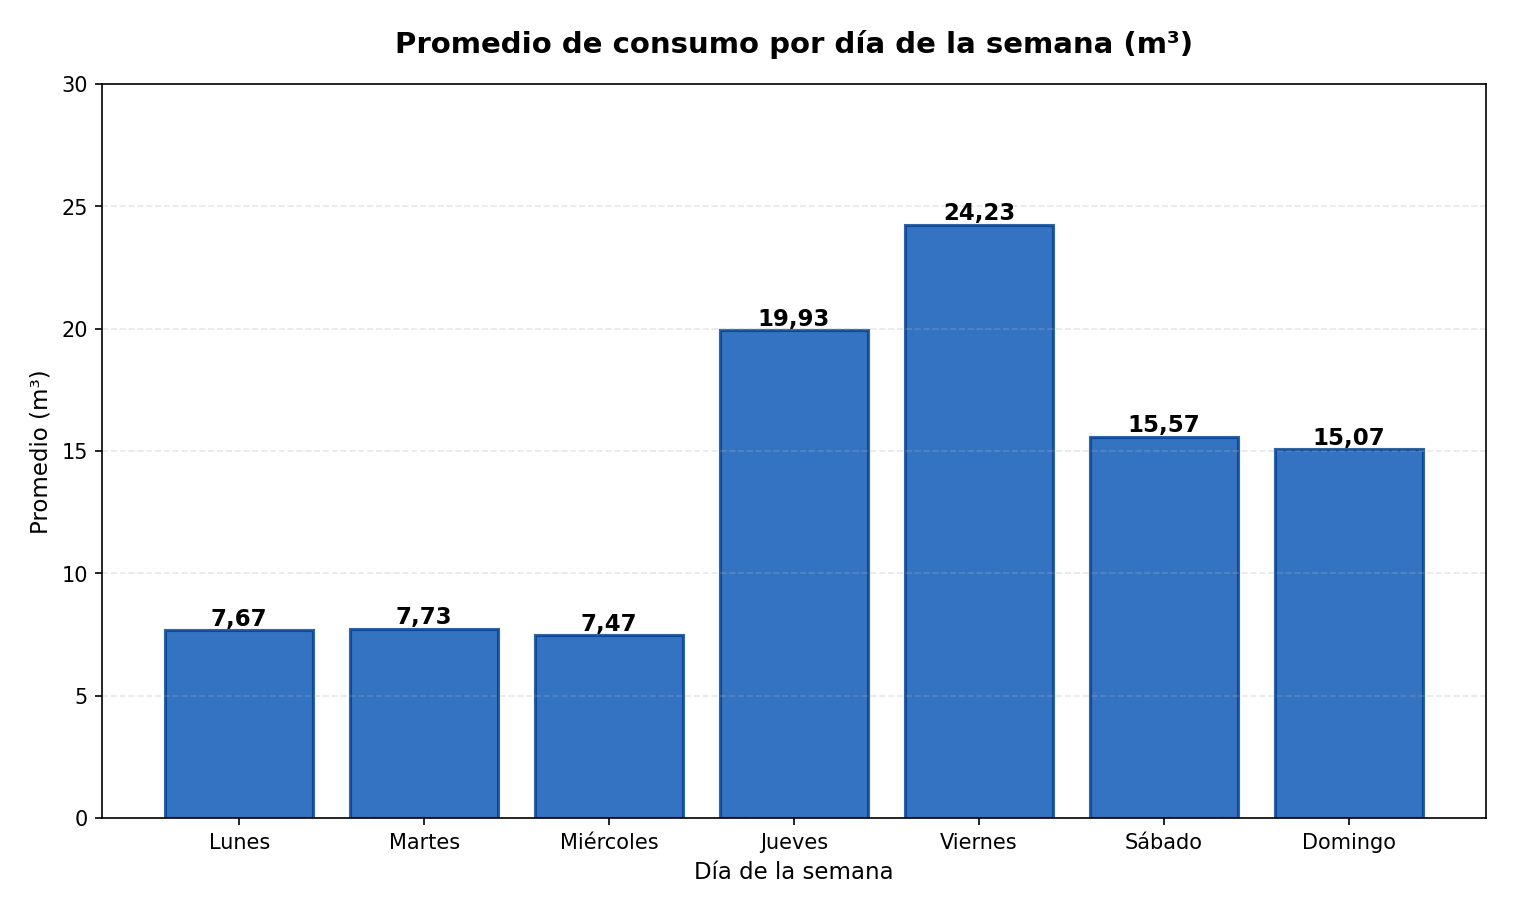 Promedio de consumo por día de la semana (m³)
30
25
20
15
10
5
0
Promedio (m³)
7,67
7,73
7,47
19,93
24,23
15,57
15,07
Lunes
Martes
Miércoles
Jueves
Viernes
Sábado
Domingo
Día de la semana